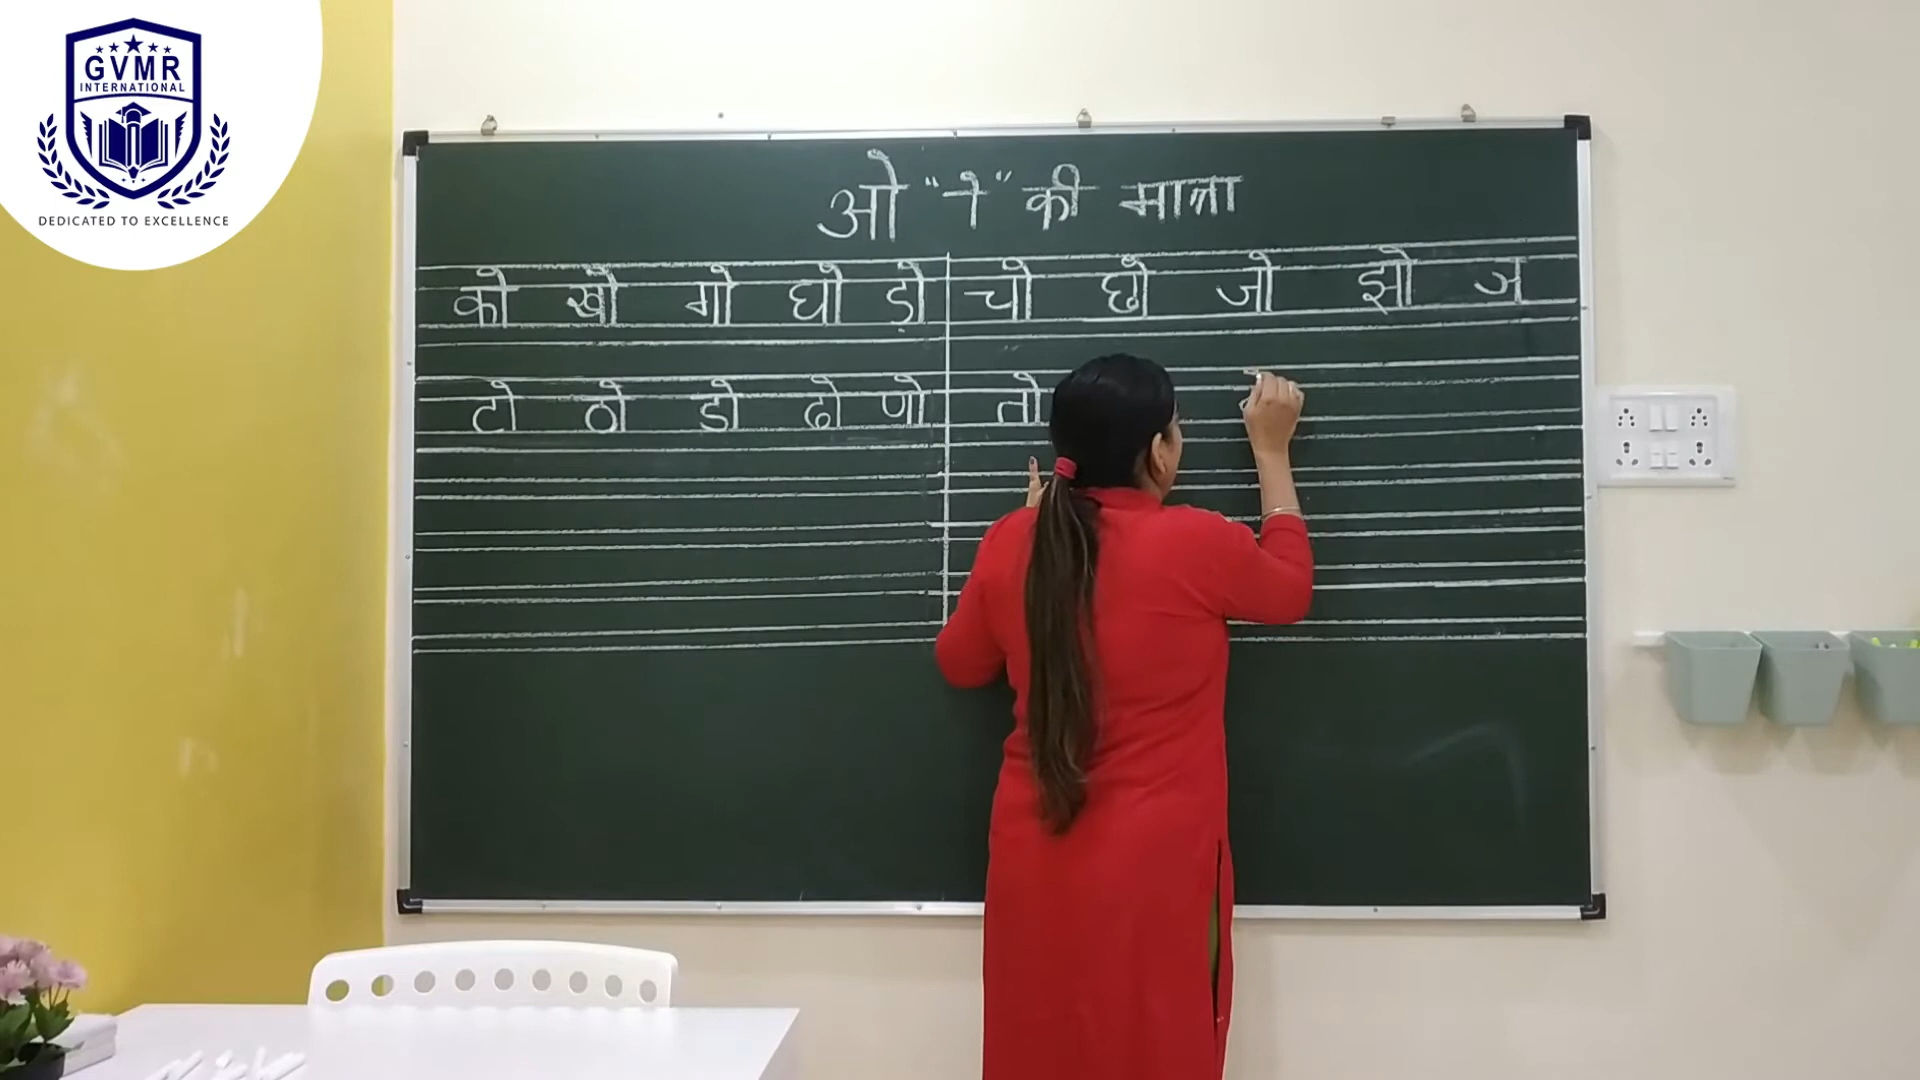 GVMR
INTERNATIONAL
DEDICATED TO EXCELLENCE
ओ "ो" की मात्रा
को खो गो घो ड़ो चो छो जो झो ञ
टो ठो डो ढो णो तो